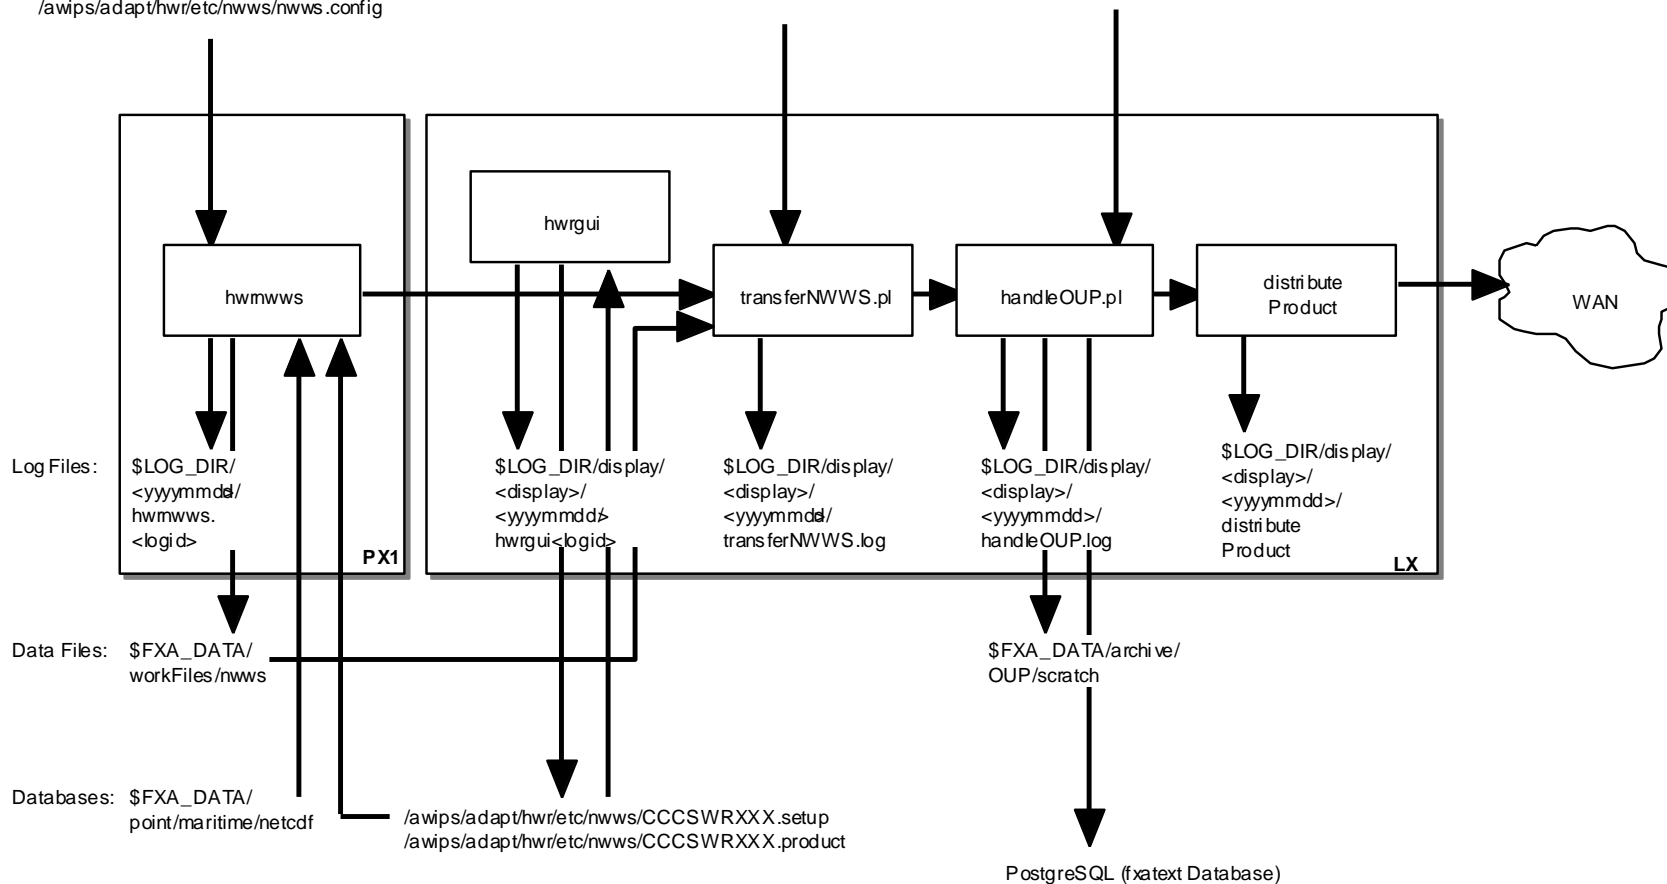 /awips/adapt/hwr/etc/nwws/nwws.config
hwrgui
hwrnwws
transferNWWS.pl
handleOUP.pl
distribute
Product
WAN
Log Files:
$LOG_DIR/
<yyyymmdd>/
hwrnwws.
<logid>
$LOG_DIR/display/
<display>/
<yyyymmdd/>
hwrgui<logid>
$LOG_DIR/display/
<display>/
<yyyymmdd>/
transferNWWS.log
$LOG_DIR/display/
<display>/
<yyyymmdd>/
handleOUP.log
$LOG_DIR/display/
<display>/
<yyyymmdd>/
distribute
Product
PX1
LX
Data Files:
$FXA_DATA/
workFiles/nwws
$FXA_DATA/archive/
OUP/scratch
Databases:
$FXA_DATA/
point/maritime/netcdf
/awips/adapt/hwr/etc/nwws/CCCSWRXXX.setup
/awips/adapt/hwr/etc/nwws/CCCSWRXXX.product
PostgreSQL (fxatext Database)